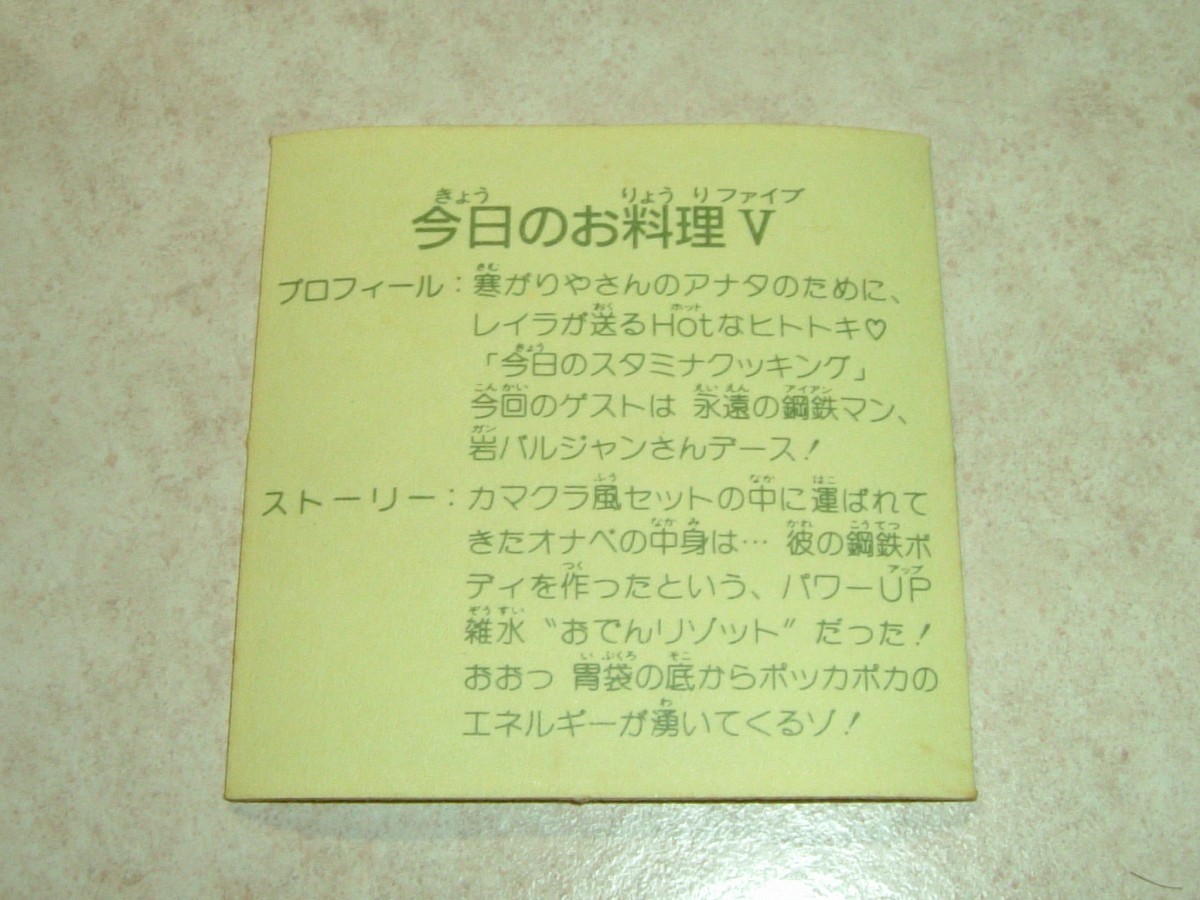 今日のお料理V
プロフィール：寒がりやさんのアナタのために、
レイラが送るHotなヒトトキ♡
「今日のスタミナクッキング」
今回のゲストは 永遠の鋼鉄マン、
岩バルジャンさんデース！
ストーリー：カマクラ風セットの中に運ばれて
きたオナベの中身は… 彼の鋼鉄ボ
ディを作ったという、パワーUP
雑水 〝おでんリゾット〟だった！
おおっ 胃袋の底からポッカポカの
エネルギーが湧いてくるゾ！